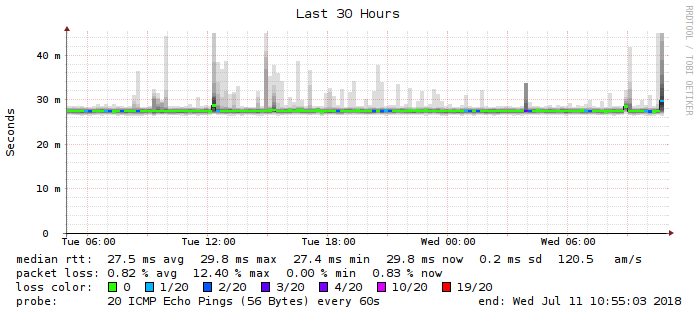 Last 30 Hours
RRDTOOL / TOBI OETIKER
Seconds
40 m
30 m
20 m
10 m
0
Tue 06:00 Tue 12:00 Tue 18:00 Wed 00:00 Wed 06:00
median rtt: 27.5 ms avg 29.8 ms max 27.4 ms min 29.8 ms now 0.2 ms sd 120.5 am/s
packet loss: 0.82 % avg 12.40 % max 0.00 % min 0.83 % now
loss color: 0 1/20 2/20 3/20 4/20 10/20 19/20
probe: 20 ICMP Echo Pings (56 Bytes) every 60s end: Wed Jul 11 10:55:03 2018